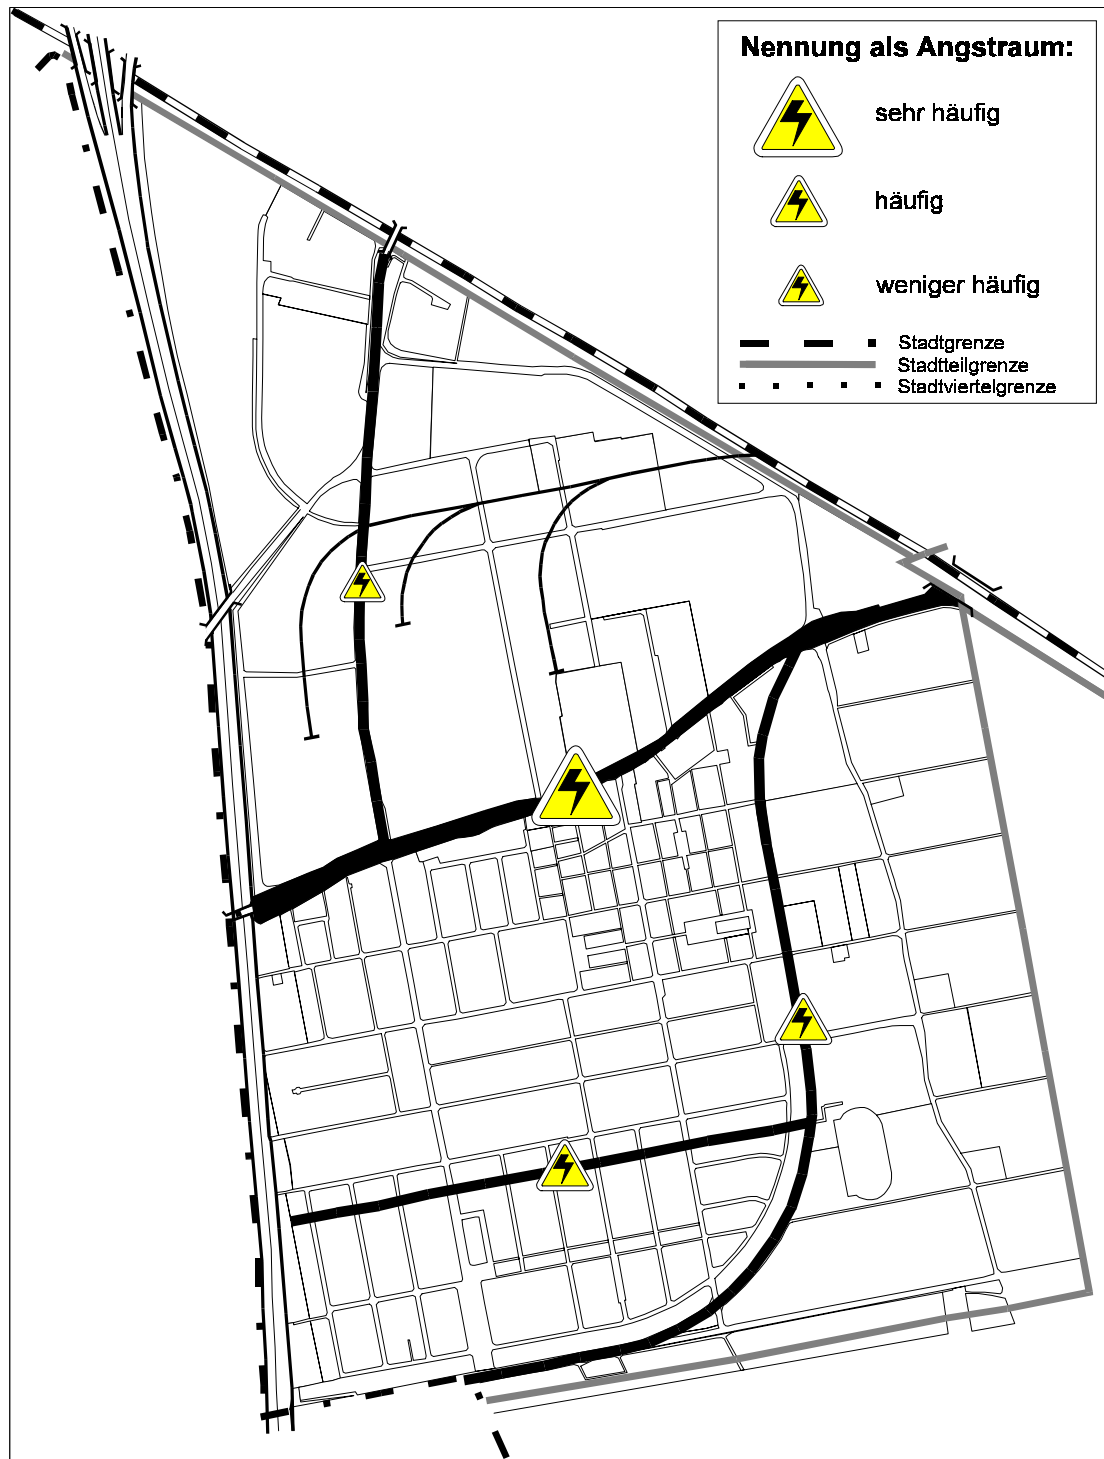 Nennung als Angstraum:
sehr häufig
häufig
weniger häufig
Stadtgrenze
Stadtteilgrenze
Stadtviertelgrenze